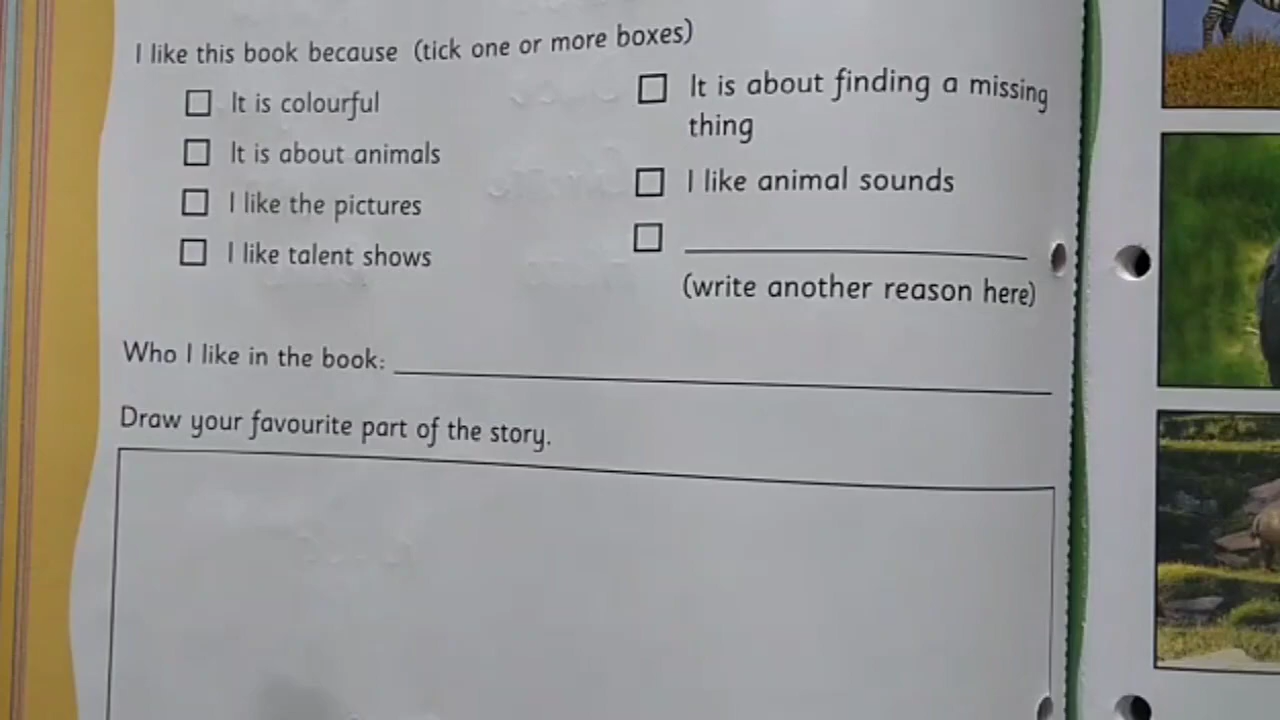 I like this book because (tick one or more boxes)
It is colourful
It is about animals
I like the pictures
I like talent shows
It is about finding a missing
thing
I like animal sounds
(write another reason here)
Who I like in the book:
Draw your favourite part of the story.